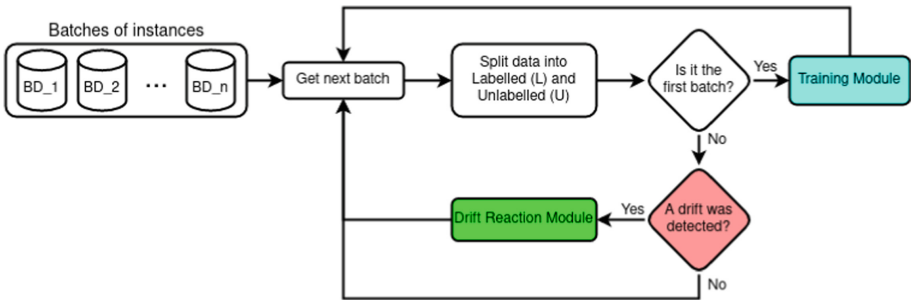 Batches of instances
BD_1
BD_2
...
BD_n
Get next batch
Split data into
Labelled (L) and
Unlabelled (U)
Is it the
first batch?
Yes
Training Module
No
A drift was
detected?
Yes
Drift Reaction Module
No